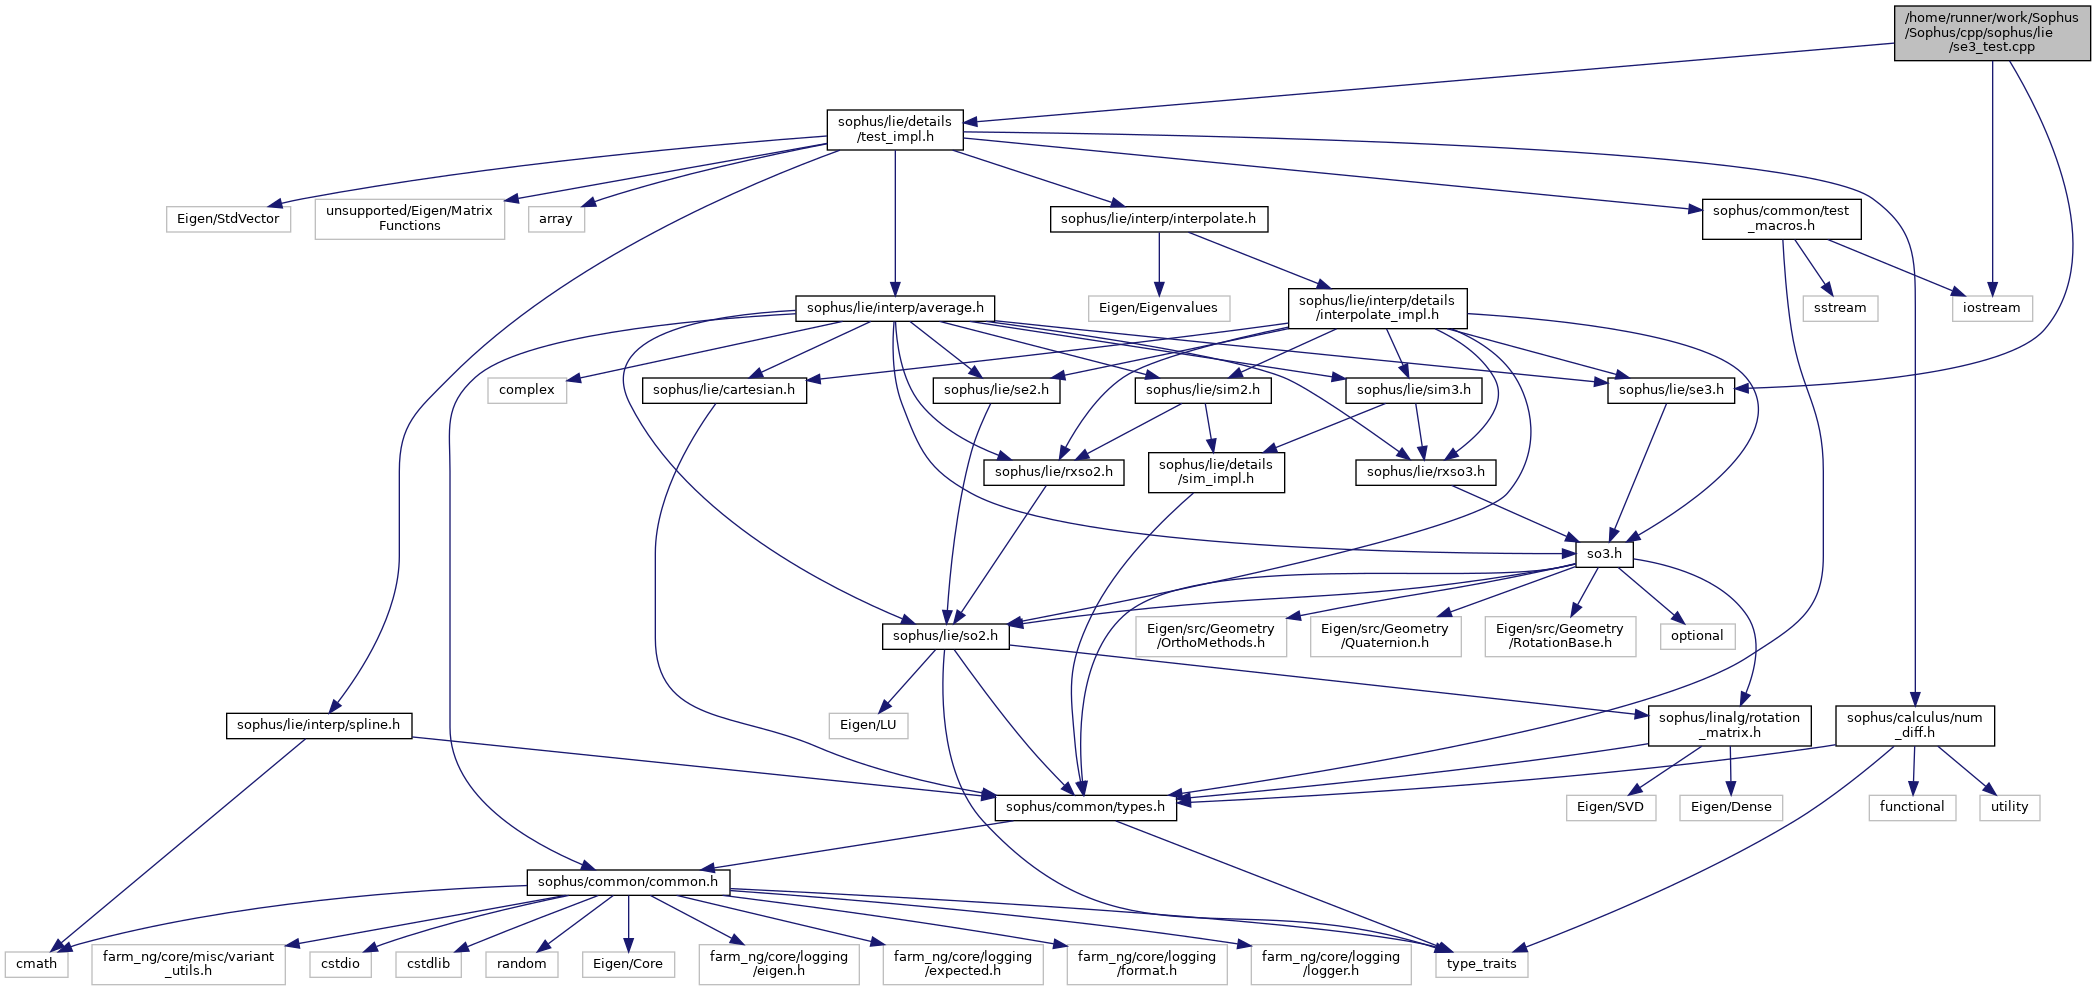 /home/runner/work/Sophus
/Sophus/cpp/sophus/lie
/se3_test.cpp
sophus/lie/details
/test_impl.h
Eigen/StdVector
unsupported/Eigen/Matrix
Functions
array
sophus/lie/interp/interpolate.h
sophus/common/test
_macros.h
sophus/lie/interp/average.h
Eigen/Eigenvalues
sophus/lie/interp/details
/interpolate_impl.h
sstream
iostream
complex
sophus/lie/cartesian.h
sophus/lie/se2.h
sophus/lie/sim2.h
sophus/lie/sim3.h
sophus/lie/se3.h
sophus/lie/rxso2.h
sophus/lie/details
/sim_impl.h
sophus/lie/rxso3.h
so3.h
sophus/lie/so2.h
Eigen/src/Geometry
/OrthoMethods.h
Eigen/src/Geometry
/Quaternion.h
Eigen/src/Geometry
/RotationBase.h
optional
sophus/lie/interp/spline.h
Eigen/LU
sophus/linalg/rotation
_matrix.h
sophus/calculus/num
_diff.h
sophus/common/types.h
Eigen/SVD
Eigen/Dense
functional
utility
sophus/common/common.h
cmath
farm_ng/core/misc/variant
_utils.h
cstdio
cstdlib
random
Eigen/Core
farm_ng/core/logging
/eigen.h
farm_ng/core/logging
/expected.h
farm_ng/core/logging
/format.h
farm_ng/core/logging
/logger.h
type_traits